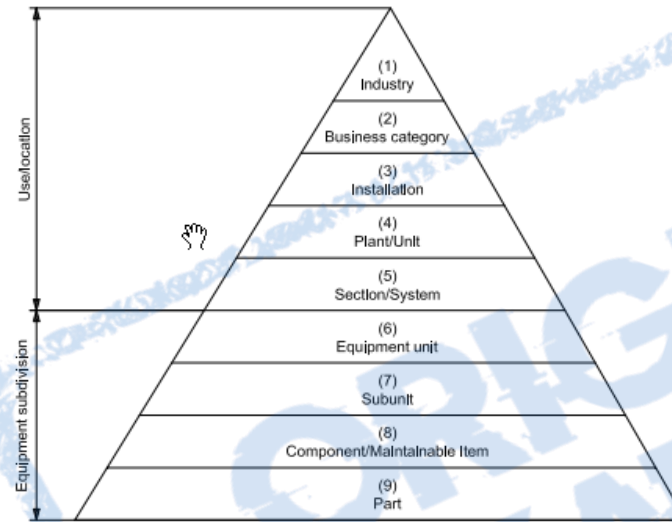 (1)
Industry
(2)
Business category
(3)
Installation
(4)
Plant/Unit
(5)
Section/System
(6)
Equipment unit
(7)
Subunit
(8)
Component/Maintainable Item
(9)
Part
Use/location
Equipment subdivision
ORIG